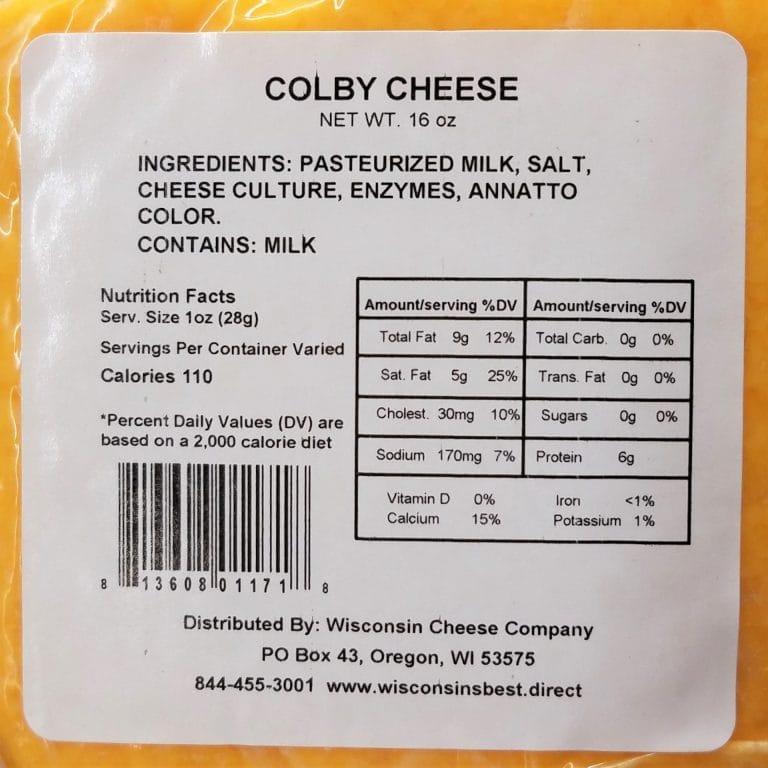 COLBY CHEESE
NET WT. 16 oz
INGREDIENTS: PASTEURIZED MILK, SALT,
CHEESE CULTURE, ENZYMES, ANNATTO
COLOR.
CONTAINS: MILK
Nutrition Facts
Serv. Size 1oz (28g)
Servings Per Container Varied
Calories 110
*Percent Daily Values (DV) are
based on a 2,000 calorie diet
Amount/serving %DV Amount/serving %DV
Total Fat 9g 12% Total Carb. 0g 0%
Sat. Fat 5g 25% Trans. Fat 0g 0%
Cholest. 30mg 10% Sugars 0g 0%
Sodium 170mg 7% Protein 6g
Vitamin D 0% Iron <1%
Calcium 15% Potassium 1%
8 13608 01171 8
Distributed By: Wisconsin Cheese Company
PO Box 43, Oregon, WI 53575
844-455-3001 www.wisconsinsbest.direct